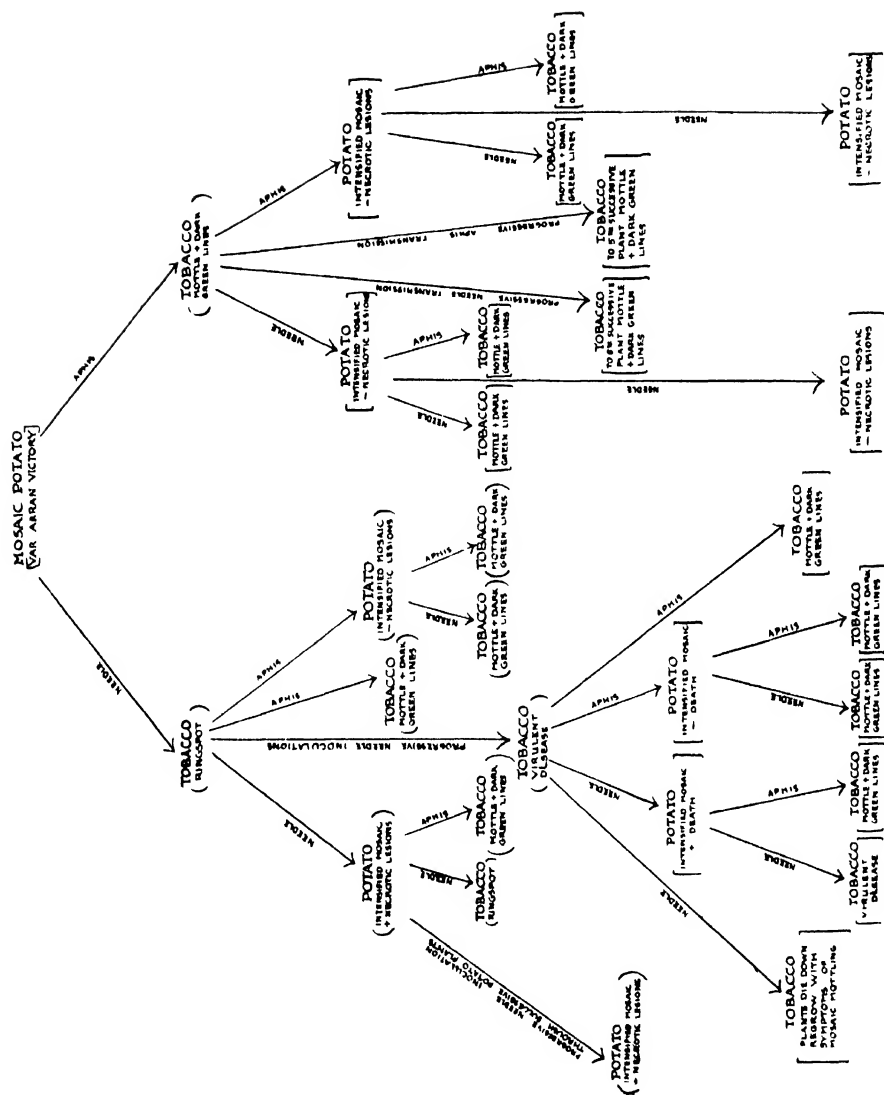 MOSAIC POTATO
[VAR ARRAN VICTORY]
NEEDLE
APHIS
TOBACCO
(RINGSPOT)
TOBACCO
(MOTTLE + DARK
GREEN LINES)
NEEDLE
PROGRESSIVE NEEDLE INOCULATIONS
APHIS
APHIS
NEEDLE
PROGRESSIVE NEEDLE TRANSMISSION
PROGRESSIVE APHIS TRANSMISSION
APHIS
POTATO
(INTENSIFIED MOSAIC
+ NECROTIC LESIONS)
TOBACCO
(MOTTLE + DARK
GREEN LINES)
POTATO
(INTENSIFIED MOSAIC
- NECROTIC LESIONS)
POTATO
[INTENSIFIED MOSAIC
- NECROTIC LESIONS]
POTATO
[INTENSIFIED MOSAIC
- NECROTIC LESIONS]
PROGRESSIVE NEEDLE INOCULATION
THROUGH SUCCESSIVE POTATO PLANTS
NEEDLE
APHIS
NEEDLE
APHIS
NEEDLE
NEEDLE
APHIS
NEEDLE
NEEDLE
APHIS
TOBACCO
(RINGSPOT)
TOBACCO
(MOTTLE + DARK
GREEN LINES)
TOBACCO
(MOTTLE + DARK
GREEN LINES)
TOBACCO
(MOTTLE + DARK
GREEN LINES)
TOBACCO
[MOTTLE + DARK
GREEN LINES]
TOBACCO
[MOTTLE + DARK
GREEN LINES]
TOBACCO
[MOTTLE + DARK
GREEN LINES]
TOBACCO
[MOTTLE + DARK
GREEN LINES]
POTATO
(INTENSIFIED MOSAIC
- NECROTIC LESIONS)
TOBACCO
(VIRULENT
DISEASE)
TOBACCO
[TO 5TH SUCCESSIVE
PLANT MOTTLE
+ DARK GREEN
LINES]
TOBACCO
[TO 5TH SUCCESSIVE
PLANT MOTTLE
+ DARK GREEN
LINES]
NEEDLE
NEEDLE
APHIS
APHIS
POTATO
[INTENSIFIED MOSAIC
+ DEATH]
POTATO
[INTENSIFIED MOSAIC
- DEATH]
TOBACCO
[MOTTLE + DARK
GREEN LINES]
POTATO
[INTENSIFIED MOSAIC
- NECROTIC LESIONS]
POTATO
[INTENSIFIED MOSAIC
- NECROTIC LESIONS]
NEEDLE
APHIS
NEEDLE
APHIS
TOBACCO
[PLANTS DIE DOWN
REGROW WITH
SYMPTOMS OF
MOSAIC MOTTLING]
TOBACCO
[VIRULENT
DISEASE]
TOBACCO
[MOTTLE + DARK
GREEN LINES]
TOBACCO
[MOTTLE + DARK
GREEN LINES]
TOBACCO
[MOTTLE + DARK
GREEN LINES]